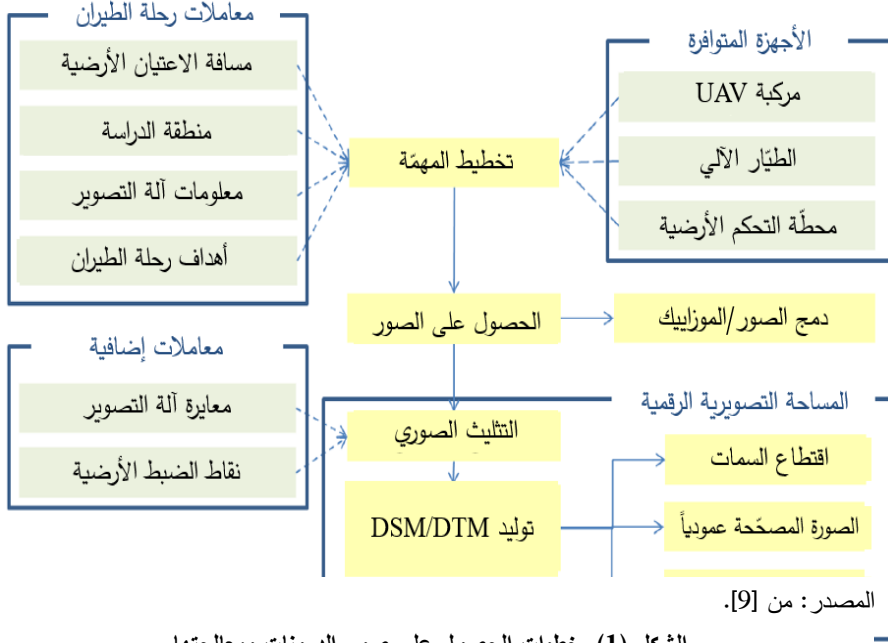 معاملات رحلة الطيران
مسافة الاعتيان الأرضية
منطقة الدراسة
معلومات آلة التصوير
أهداف رحلة الطيران
الأجهزة المتوافرة
مركبة UAV
الطيّار الآلي
محطّة التحكم الأرضية
تخطيط المهمّة
الحصول على الصور
دمج الصور/الموزاييك
معاملات إضافية
معايرة آلة التصوير
نقاط الضبط الأرضية
المساحة التصويرية الرقمية
التثليث الصوري
اقتطاع السمات
توليد DSM/DTM
الصورة المصحّحة عمودياً
المصدر: من [9].
الشكل (1)